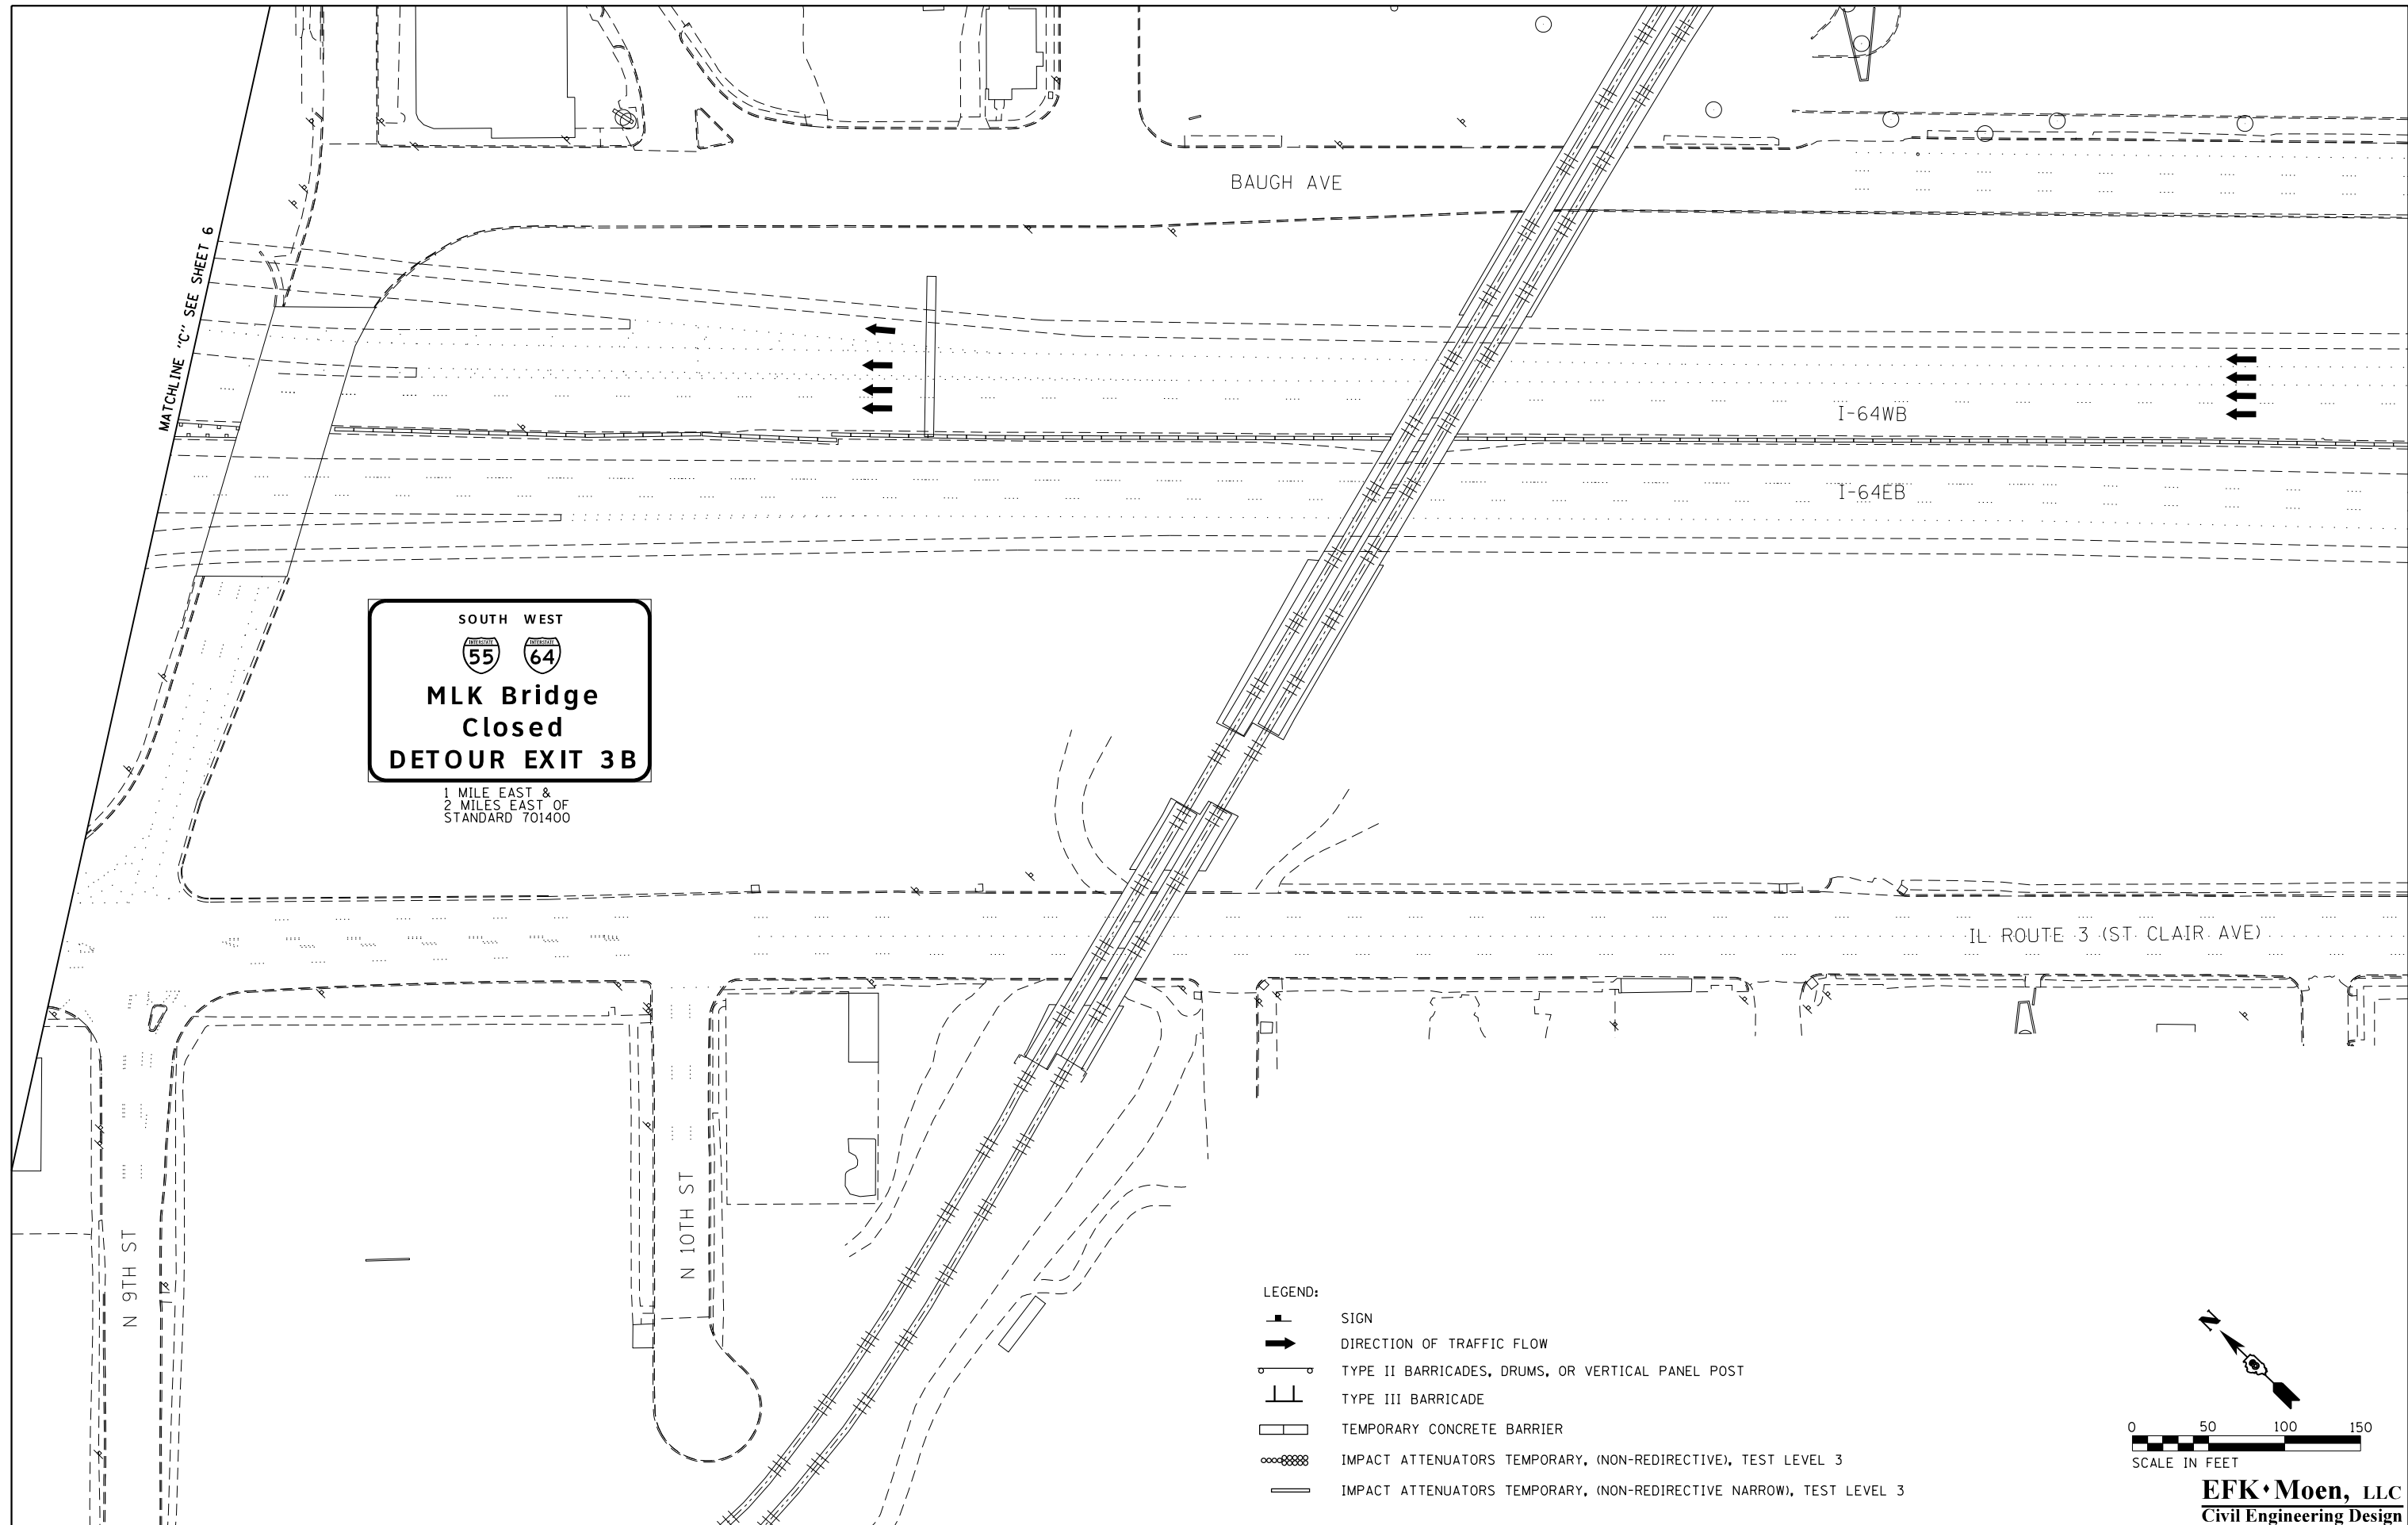 BAUGH AVE
MATCHLINE "C" SEE SHEET 6
I-64WB
I-64EB
SOUTH WEST
INTERSTATE INTERSTATE
55 64
MLK Bridge
Closed
DETOUR EXIT 3B
1 MILE EAST &
2 MILES EAST OF
STANDARD 701400
IL ROUTE 3 (ST CLAIR AVE)
N 9TH ST
N 10TH ST
LEGEND:
SIGN
DIRECTION OF TRAFFIC FLOW
TYPE II BARRICADES, DRUMS, OR VERTICAL PANEL POST
TYPE III BARRICADE
TEMPORARY CONCRETE BARRIER
IMPACT ATTENUATORS TEMPORARY, (NON-REDIRECTIVE), TEST LEVEL 3
IMPACT ATTENUATORS TEMPORARY, (NON-REDIRECTIVE NARROW), TEST LEVEL 3
N
0 50 100 150
SCALE IN FEET
EFK⬩Moen, LLC
Civil Engineering Design